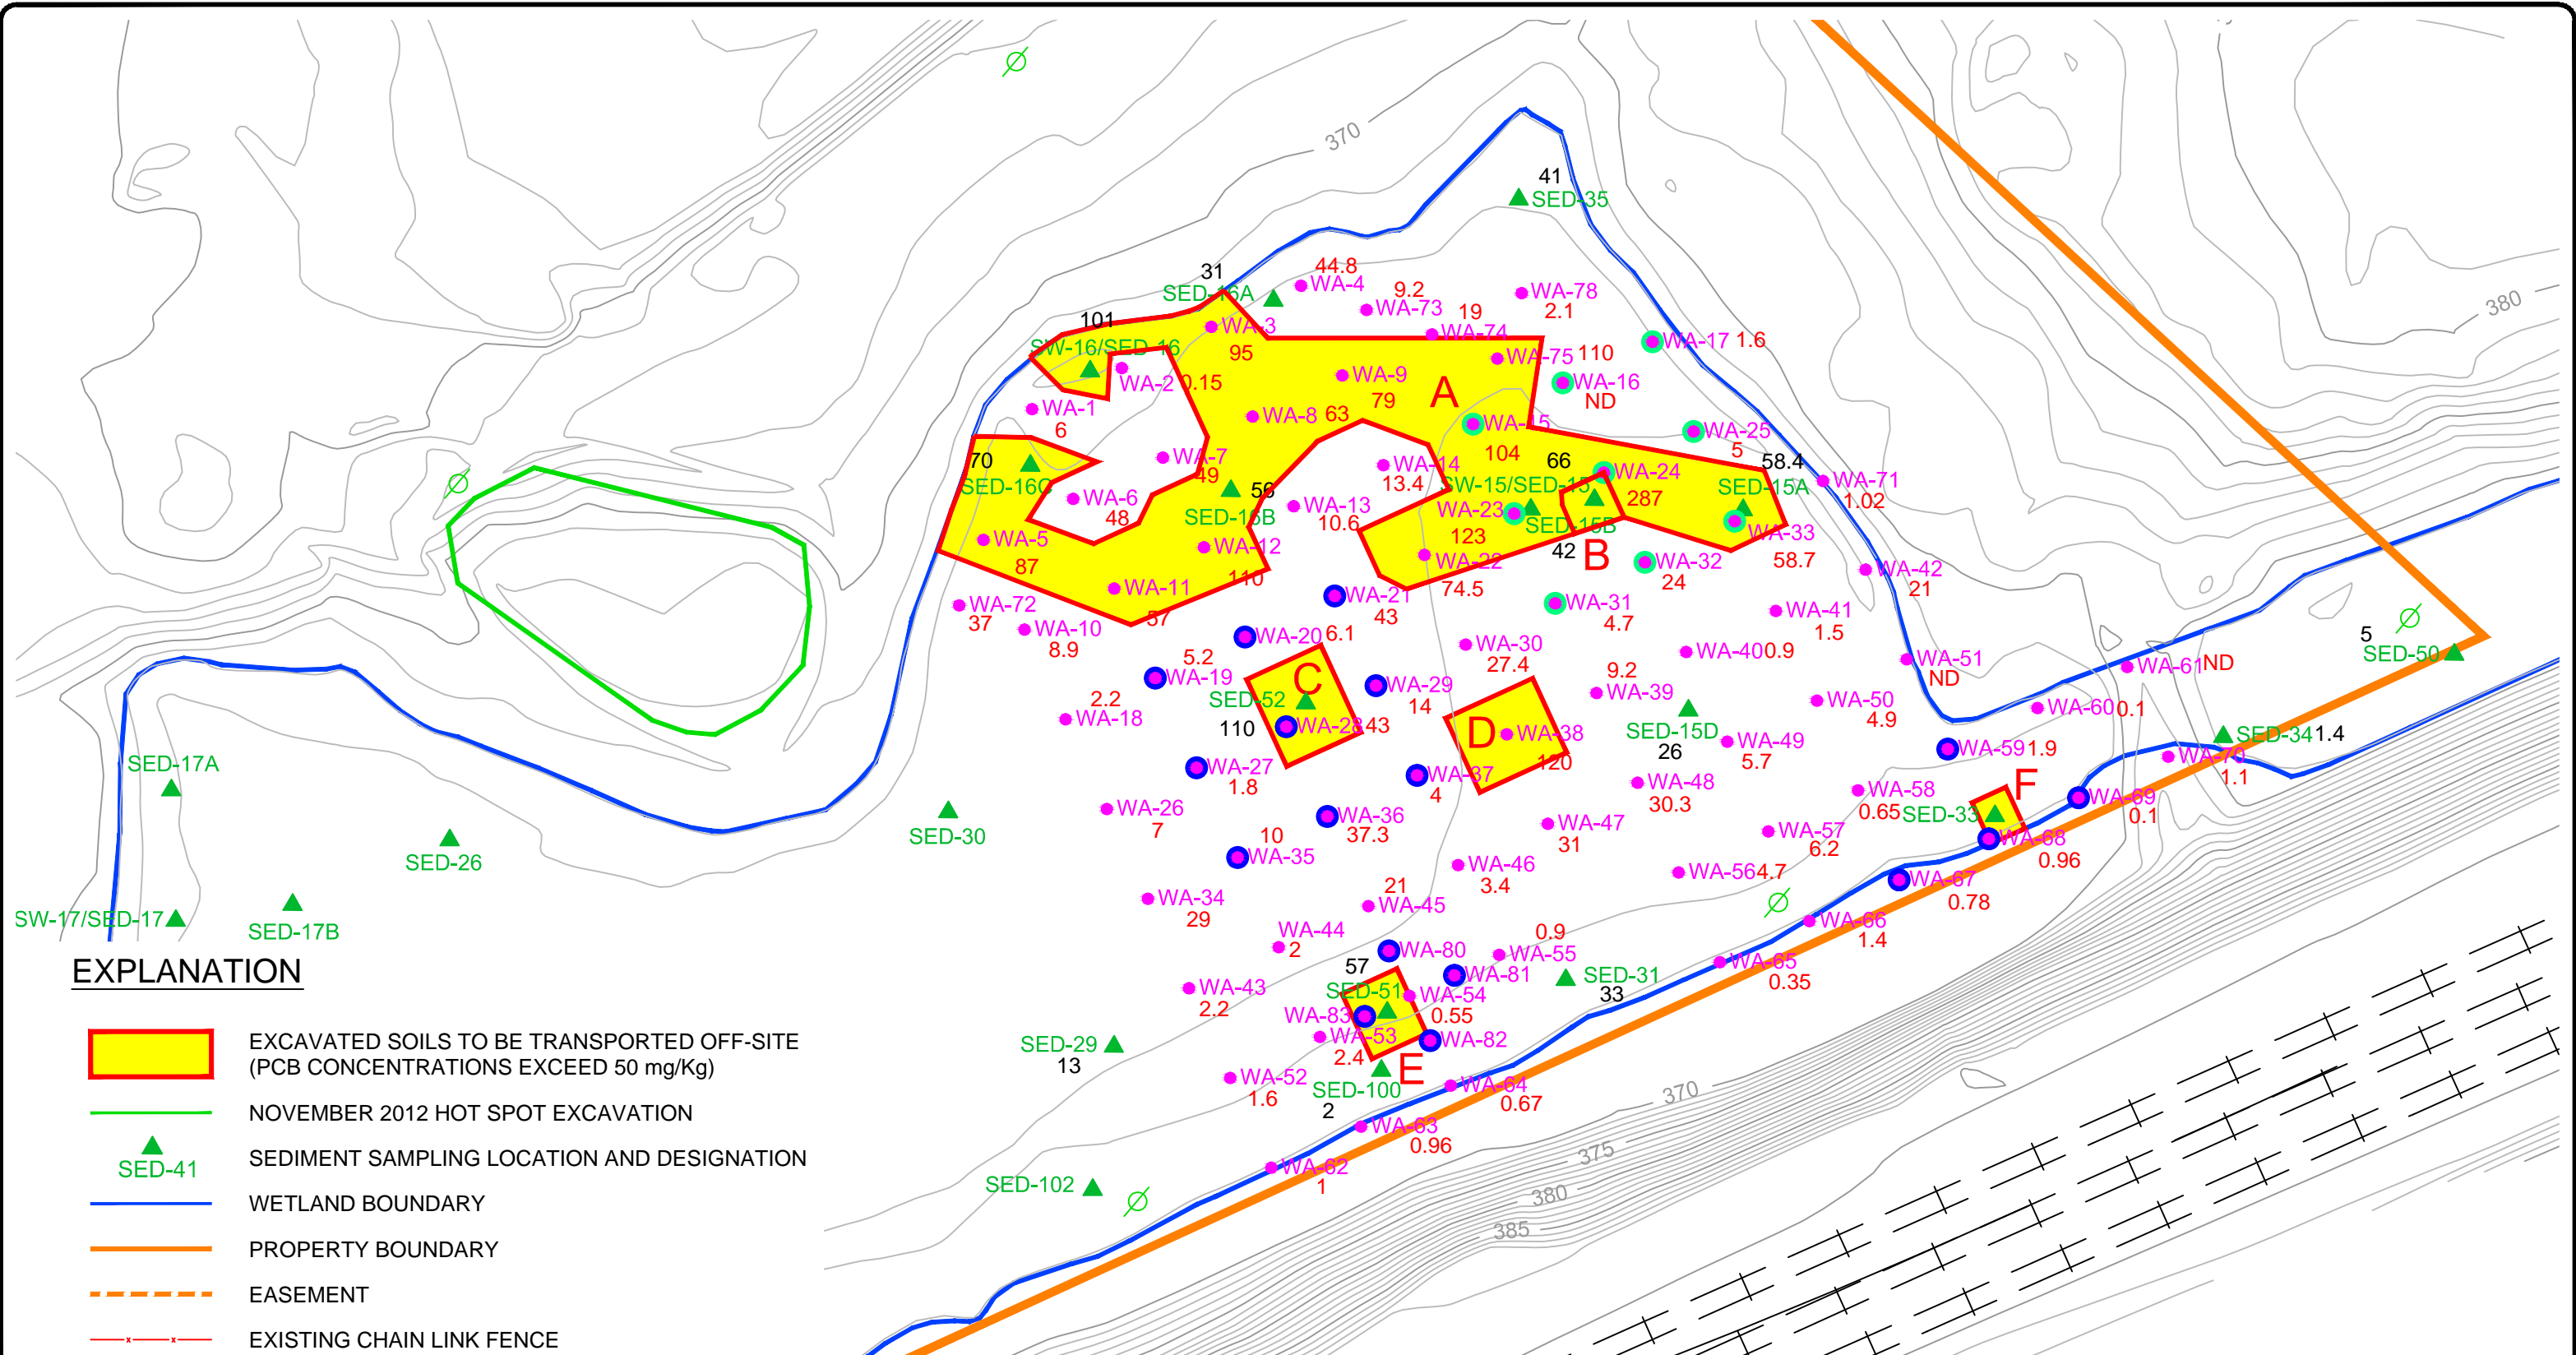 370
41
SED-35
380
31
SED-16A
44.8
WA-4
9.2
WA-73
WA-78
2.1
19
WA-74
101
SW-16/SED-16
WA-3
95
WA-2
0.15
WA-75
110
WA-17 1.6
WA-9
79
A
WA-16
ND
WA-1
6
WA-8
63
WA-15
104
WA-25
5
70
SED-16C
WA-7
49
WA-14
13.4
66
SW-15/SED-15
WA-24
287
58.4
SED-15A
WA-71
1.02
WA-6
48
56
SED-16B
WA-13
10.6
WA-23
123
SED-15B
42
B
WA-33
58.7
WA-5
87
WA-12
110
WA-22
74.5
WA-32
24
WA-42
21
WA-11
57
WA-72
37
WA-21
43
WA-31
4.7
WA-41
1.5
WA-10
8.9
WA-20
6.1
WA-30
27.4
WA-40
0.9
5
SED-50
5.2
WA-19
C
SED-52
WA-29
14
9.2
WA-39
WA-51
ND
WA-61
ND
2.2
WA-18
110
WA-28
43
D
WA-38
120
SED-15D
26
WA-50
4.9
WA-60
0.1
SED-34
1.4
SED-17A
WA-27
1.8
WA-37
4
WA-49
5.7
WA-59
1.9
WA-70
1.1
WA-26
7
WA-36
37.3
WA-48
30.3
WA-58
0.65
F
SED-33
WA-69
0.1
SED-30
SED-26
10
WA-35
WA-47
31
WA-57
6.2
WA-68
0.96
WA-46
3.4
WA-56
4.7
WA-67
0.78
SW-17/SED-17
SED-17B
WA-34
29
21
WA-45
WA-66
1.4
WA-44
2
WA-80
0.9
WA-55
57
SED-51
WA-81
SED-31
33
WA-65
0.35
WA-43
2.2
WA-54
0.55
WA-83
WA-53
2.4
WA-82
SED-29
13
E
SED-100
2
WA-52
1.6
WA-64
0.67
370
WA-63
0.96
375
WA-62
1
SED-102
380
385
EXPLANATION
EXCAVATED SOILS TO BE TRANSPORTED OFF-SITE
(PCB CONCENTRATIONS EXCEED 50 mg/Kg)
NOVEMBER 2012 HOT SPOT EXCAVATION
SED-41
SEDIMENT SAMPLING LOCATION AND DESIGNATION
WETLAND BOUNDARY
PROPERTY BOUNDARY
EASEMENT
EXISTING CHAIN LINK FENCE